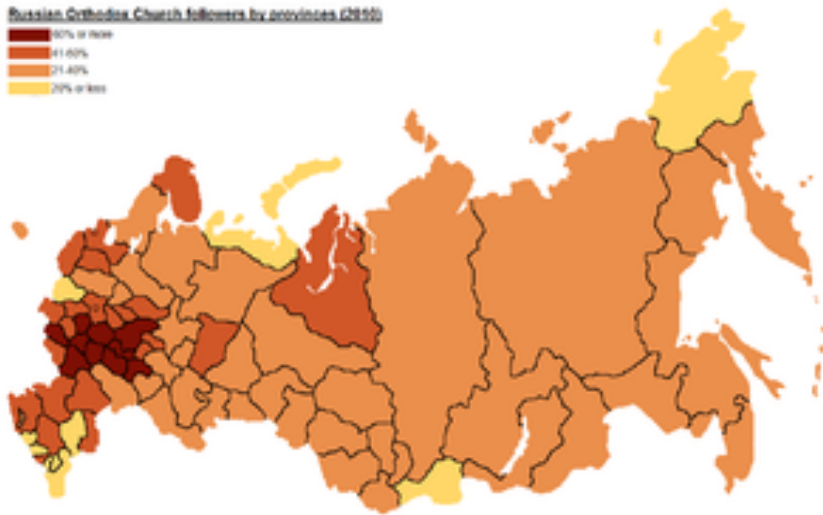 Russian Orthodox Church followers by provinces (2010)
60% or more
41-60%
21-40%
20% or less